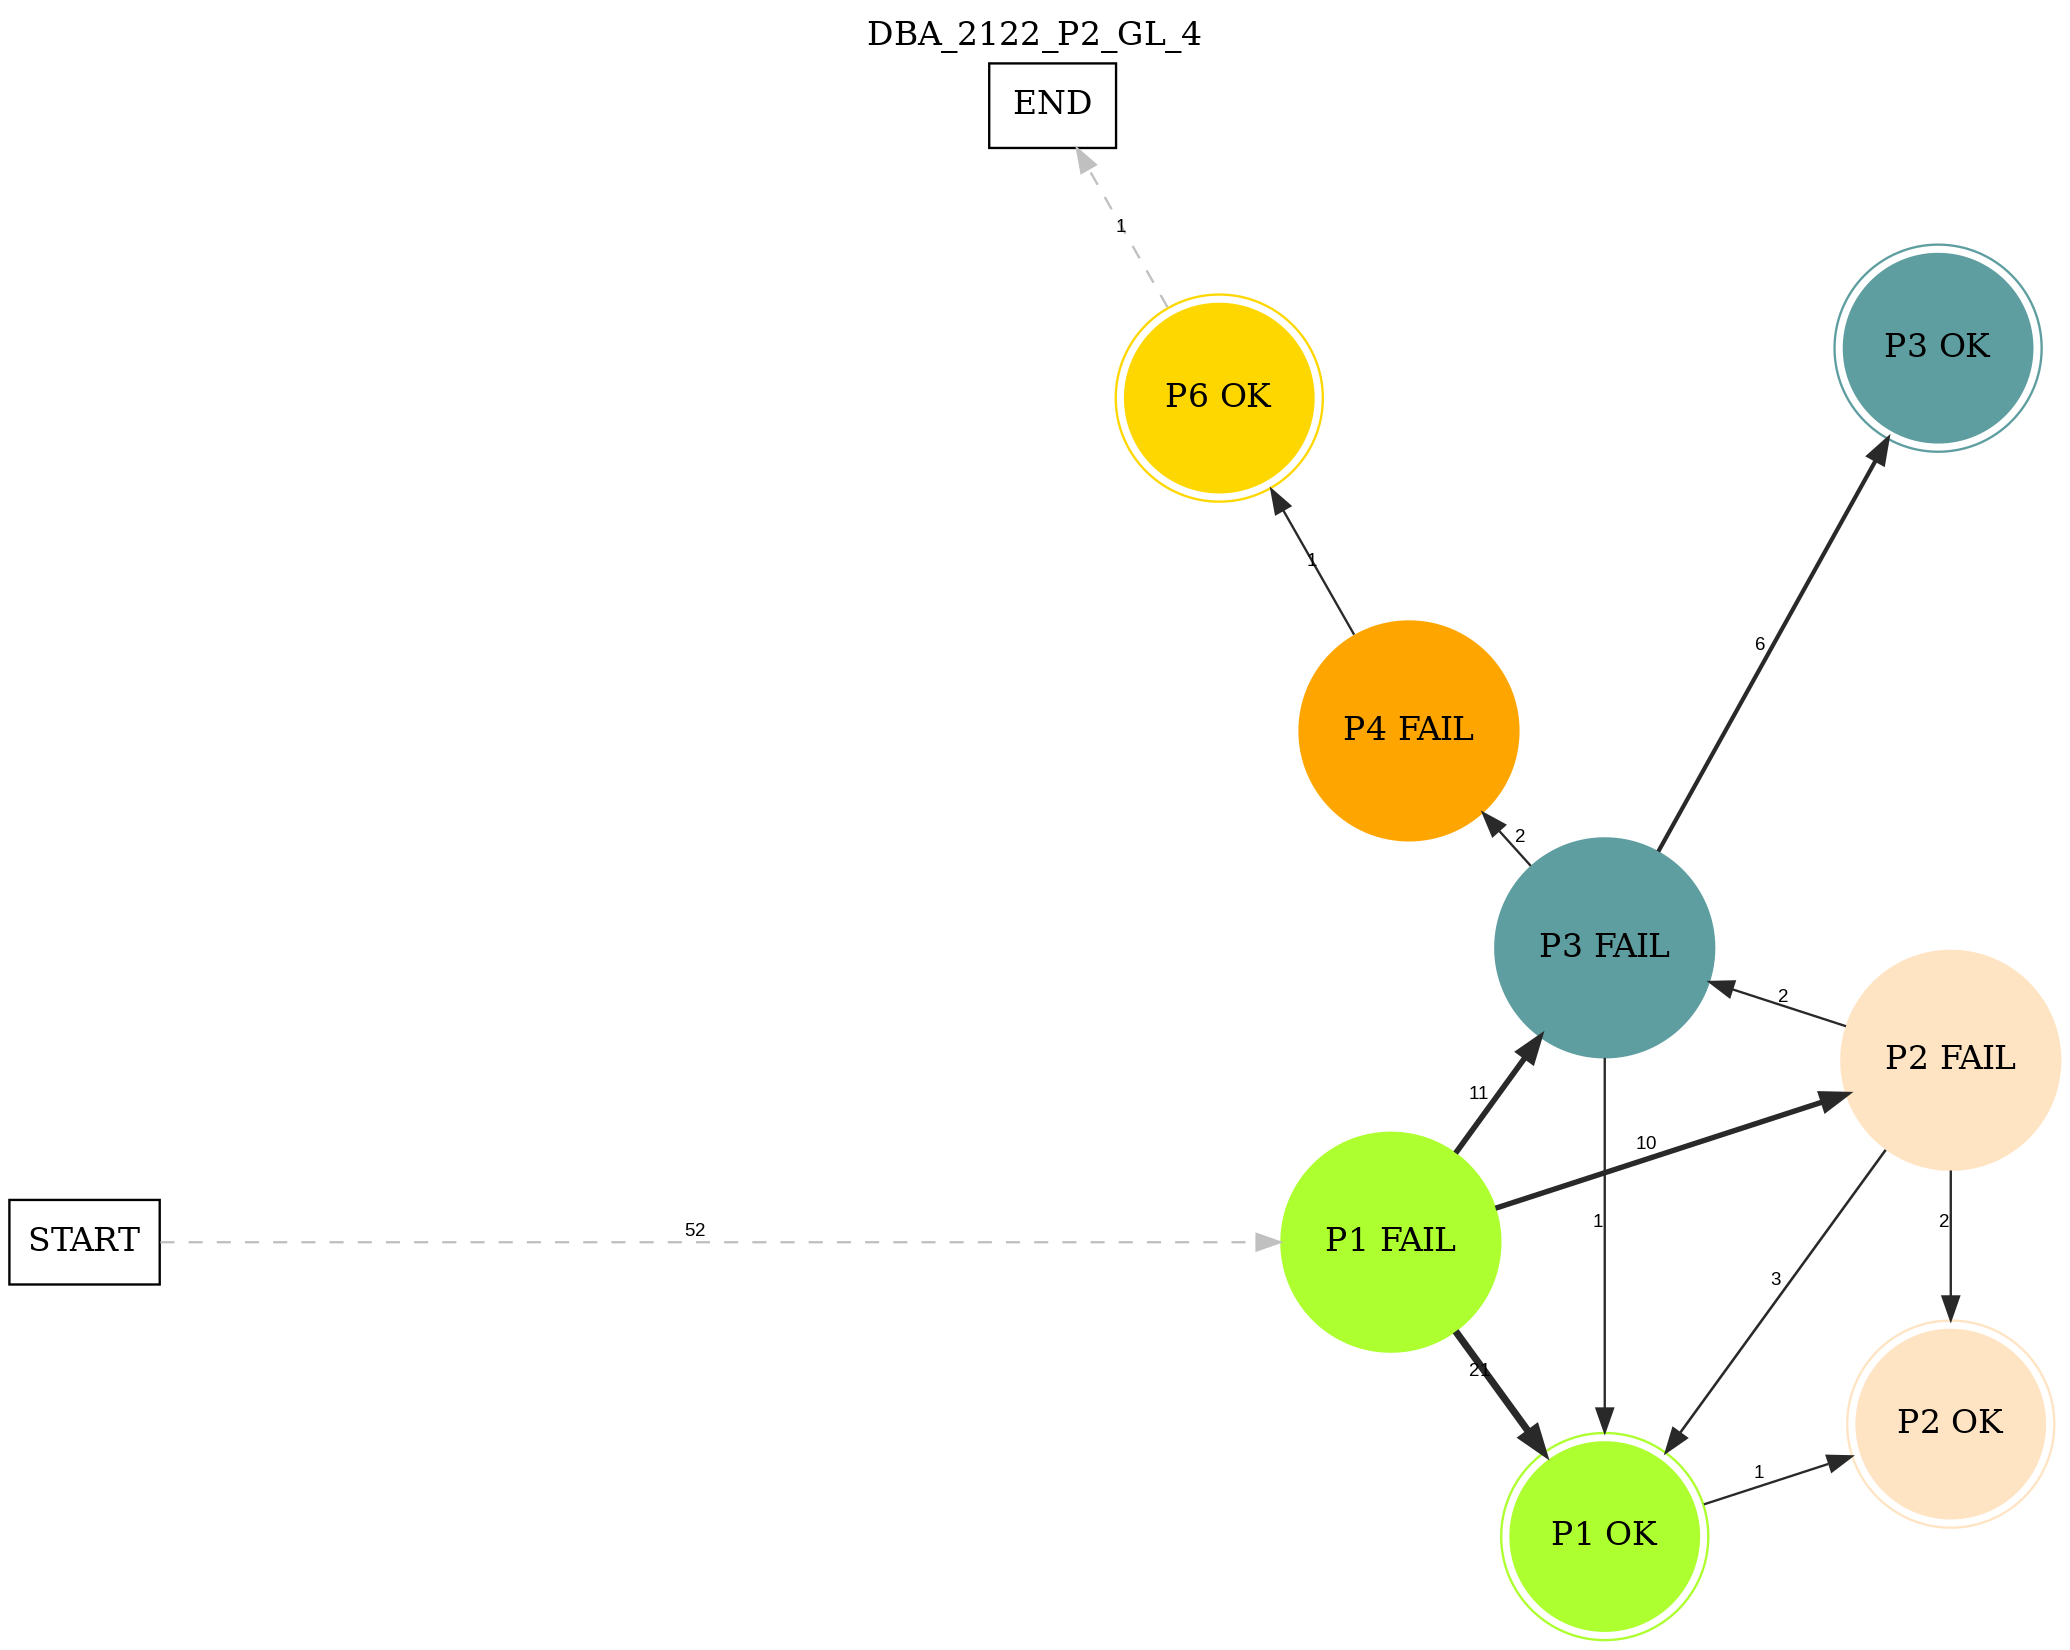 DBA_2122_P2_GL_4
END
1
P3 OK
P6 OK
1
6
P4 FAIL
2
P3 FAIL
2
P2 FAIL
11
10
START
52
P1 FAIL
1
2
3
21
P2 OK
1
P1 OK